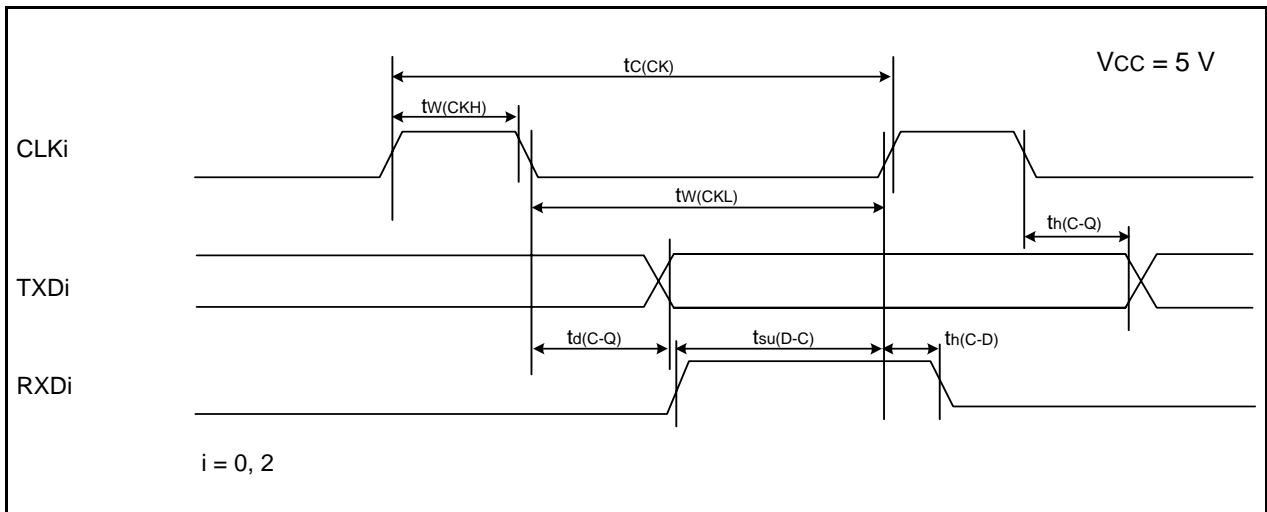 VCC = 5 V
tC(CK)
tW(CKH)
CLKi
tW(CKL)
th(C-Q)
TXDi
td(C-Q)
tsu(D-C)
th(C-D)
RXDi
i = 0, 2